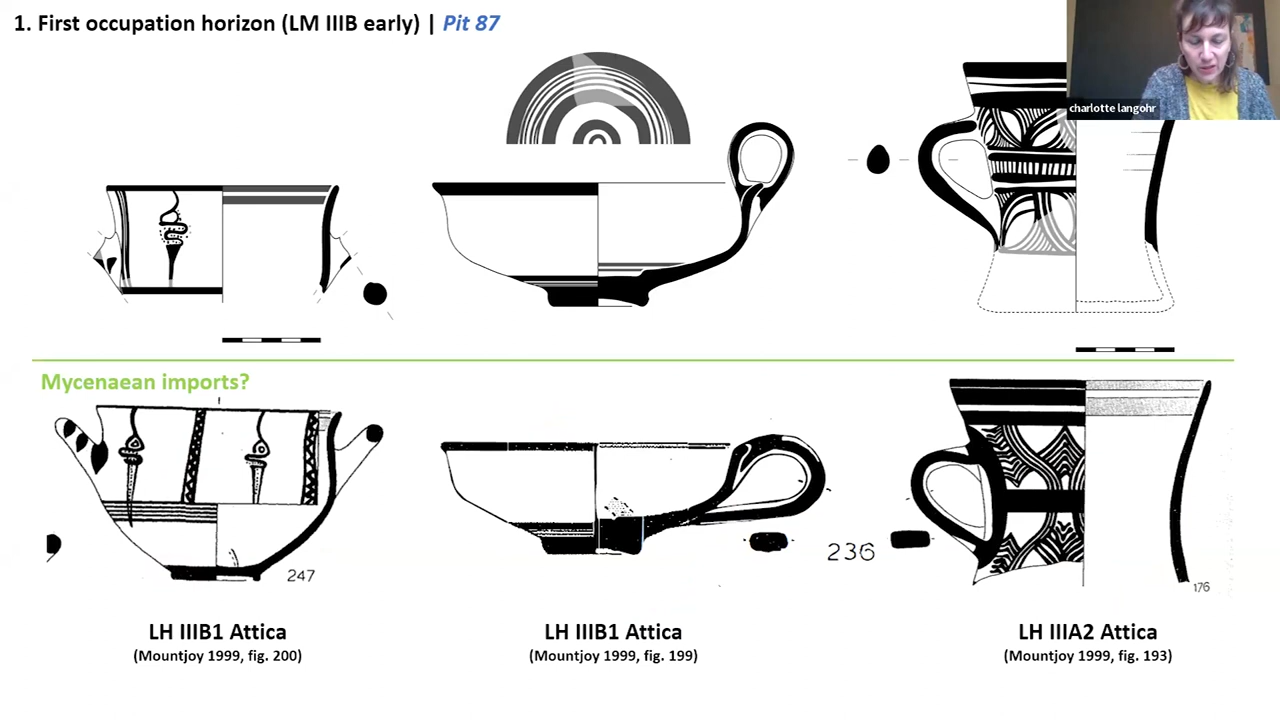 1. First occupation horizon (LM IIIB early) | Pit 87
charlotte langohr
Mycenaean imports?
247
236
176
LH IIIB1 Attica
(Mountjoy 1999, fig. 200)
LH IIIB1 Attica
(Mountjoy 1999, fig. 199)
LH IIIA2 Attica
(Mountjoy 1999, fig. 193)